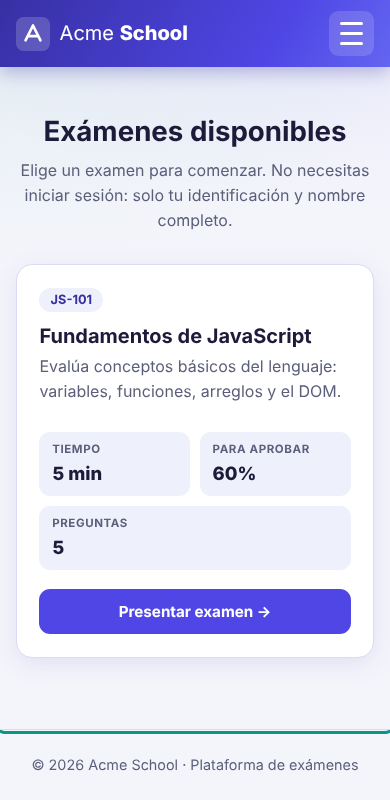 Acme School
Exámenes disponibles
Elige un examen para comenzar. No necesitas
iniciar sesión: solo tu identificación y nombre
completo.
JS-101
Fundamentos de JavaScript
Evalúa conceptos básicos del lenguaje:
variables, funciones, arreglos y el DOM.
TIEMPO
5 min
PARA APROBAR
60%
PREGUNTAS
5
Presentar examen →
© 2026 Acme School · Plataforma de exámenes